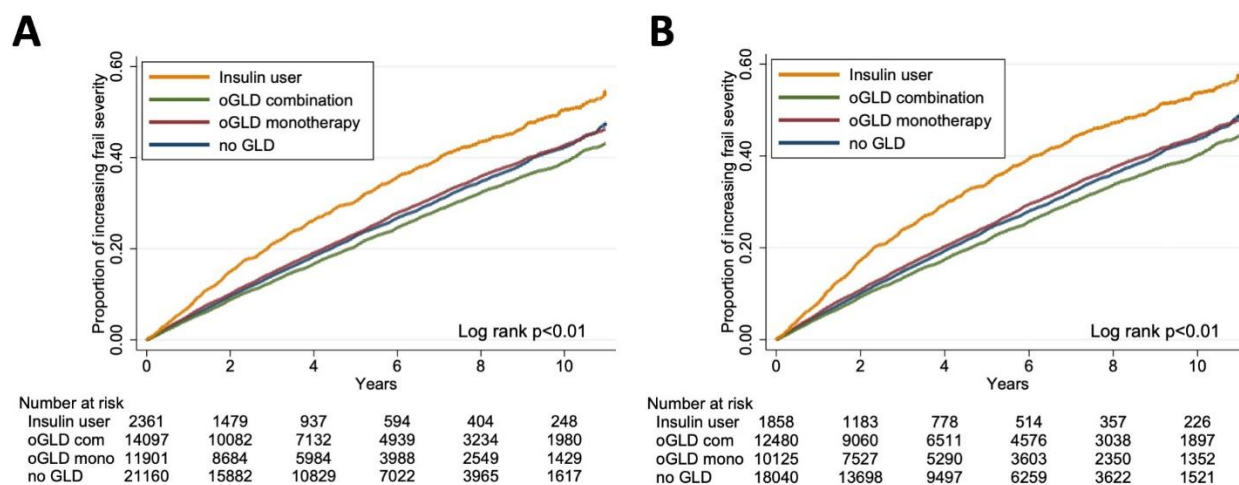 A
Proportion of increasing frail severity
0.60
0.40
0.20
0.00
Insulin user
oGLD combination
oGLD monotherapy
no GLD
Log rank p<0.01
0 2 4 6 8 10
Years
Number at risk
Insulin user 2361 1479 937 594 404 248
oGLD com 14097 10082 7132 4939 3234 1980
oGLD mono 11901 8684 5984 3988 2549 1429
no GLD 21160 15882 10829 7022 3965 1617
B
Proportion of increasing frail severity
0.60
0.40
0.20
0.00
Insulin user
oGLD combination
oGLD monotherapy
no GLD
Log rank p<0.01
0 2 4 6 8 10
Years
Number at risk
Insulin user 1858 1183 778 514 357 226
oGLD com 12480 9060 6511 4576 3038 1897
oGLD mono 10125 7527 5290 3603 2350 1352
no GLD 18040 13698 9497 6259 3622 1521